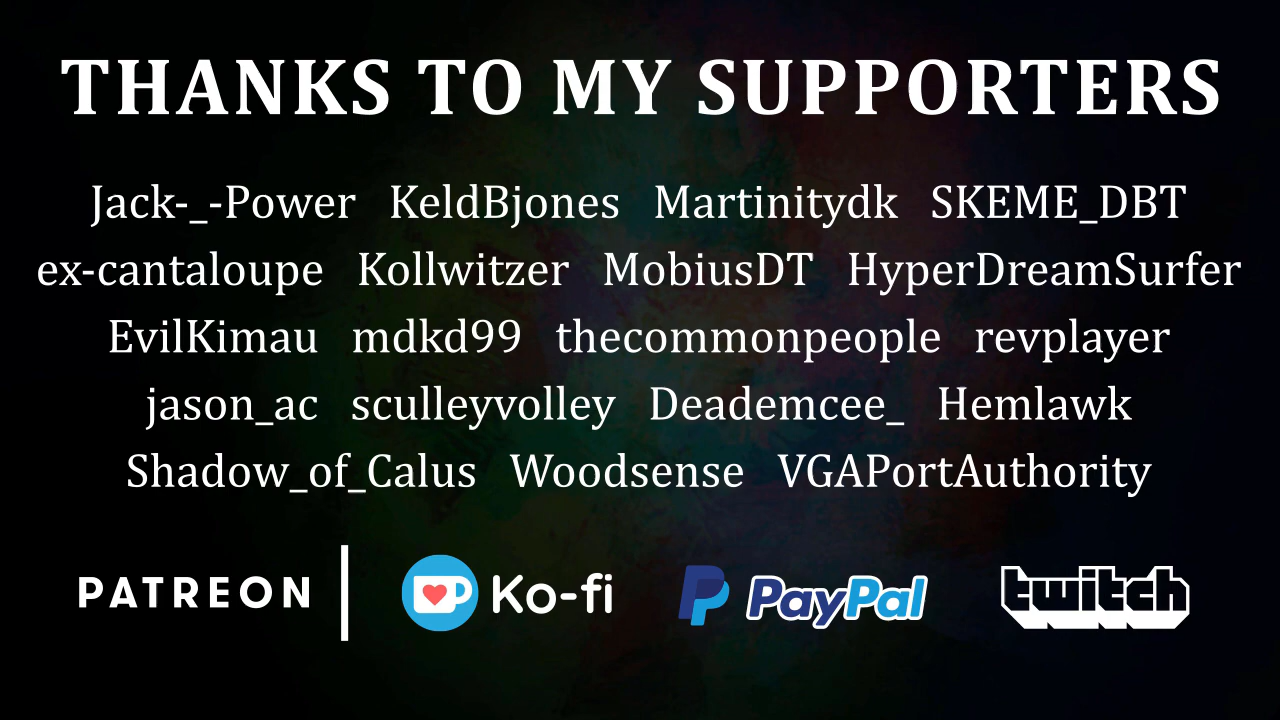 THANKS TO MY SUPPORTERS
Jack-_-Power KeldBjones Martinitydk SKEME_DBT
ex-cantaloupe Kollwitzer MobiusDT HyperDreamSurfer
EvilKimau mdkd99 thecommonpeople revplayer
jason_ac sculleyvolley Deademcee_ Hemlawk
Shadow_of_Calus Woodsense VGAPortAuthority
PATREON Ko-fi PayPal twitch